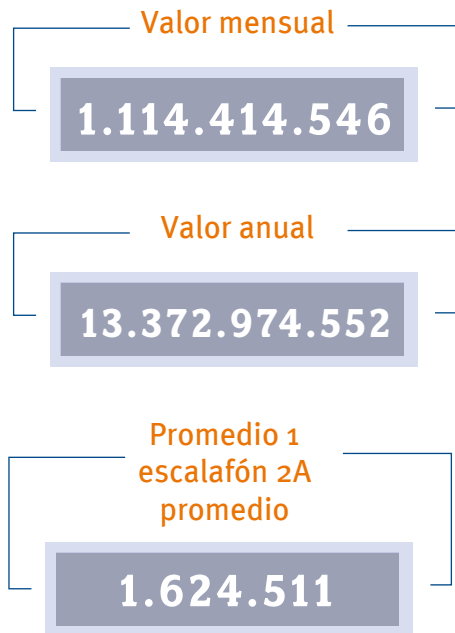 Valor mensual
1.114.414.546
Valor anual
13.372.974.552
Promedio 1
escalafón 2A
promedio
1.624.511